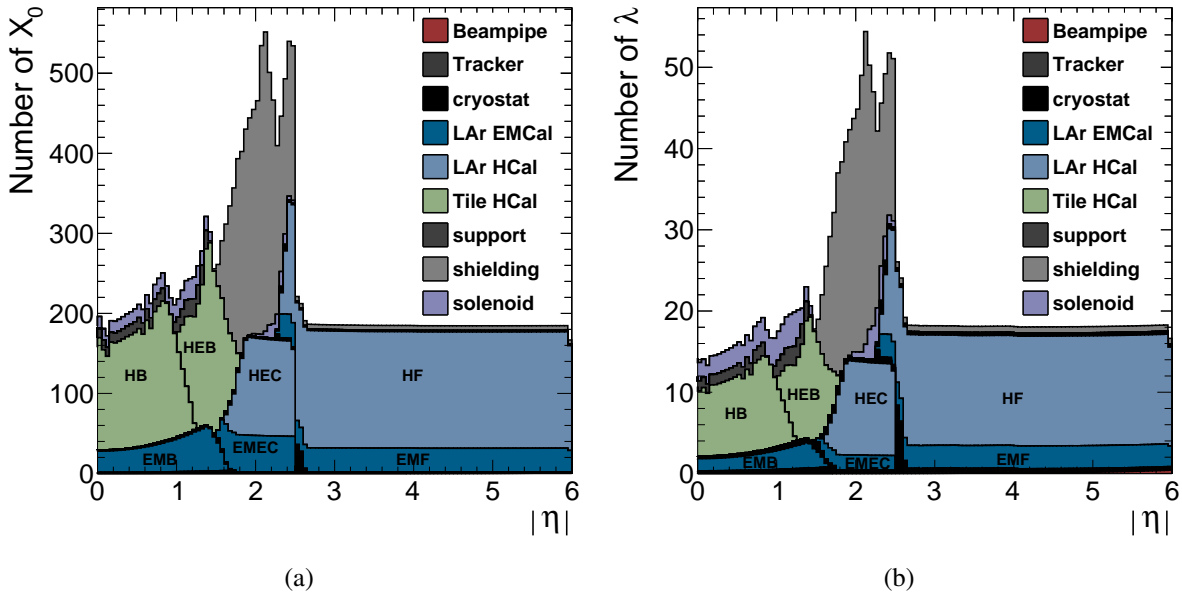 Number of X₀
500
400
300
200
100
0
Beampipe
Tracker
cryostat
LAr EMCal
LAr HCal
Tile HCal
support
shielding
solenoid
HB
HEB
HEC
HF
EMB
EMEC
EMF
0 1 2 3 4 5 6
|η|
(a)
Number of λ
50
40
30
20
10
0
Beampipe
Tracker
cryostat
LAr EMCal
LAr HCal
Tile HCal
support
shielding
solenoid
HB
HEB
HEC
HF
EMB
EMEC
EMF
0 1 2 3 4 5 6
|η|
(b)